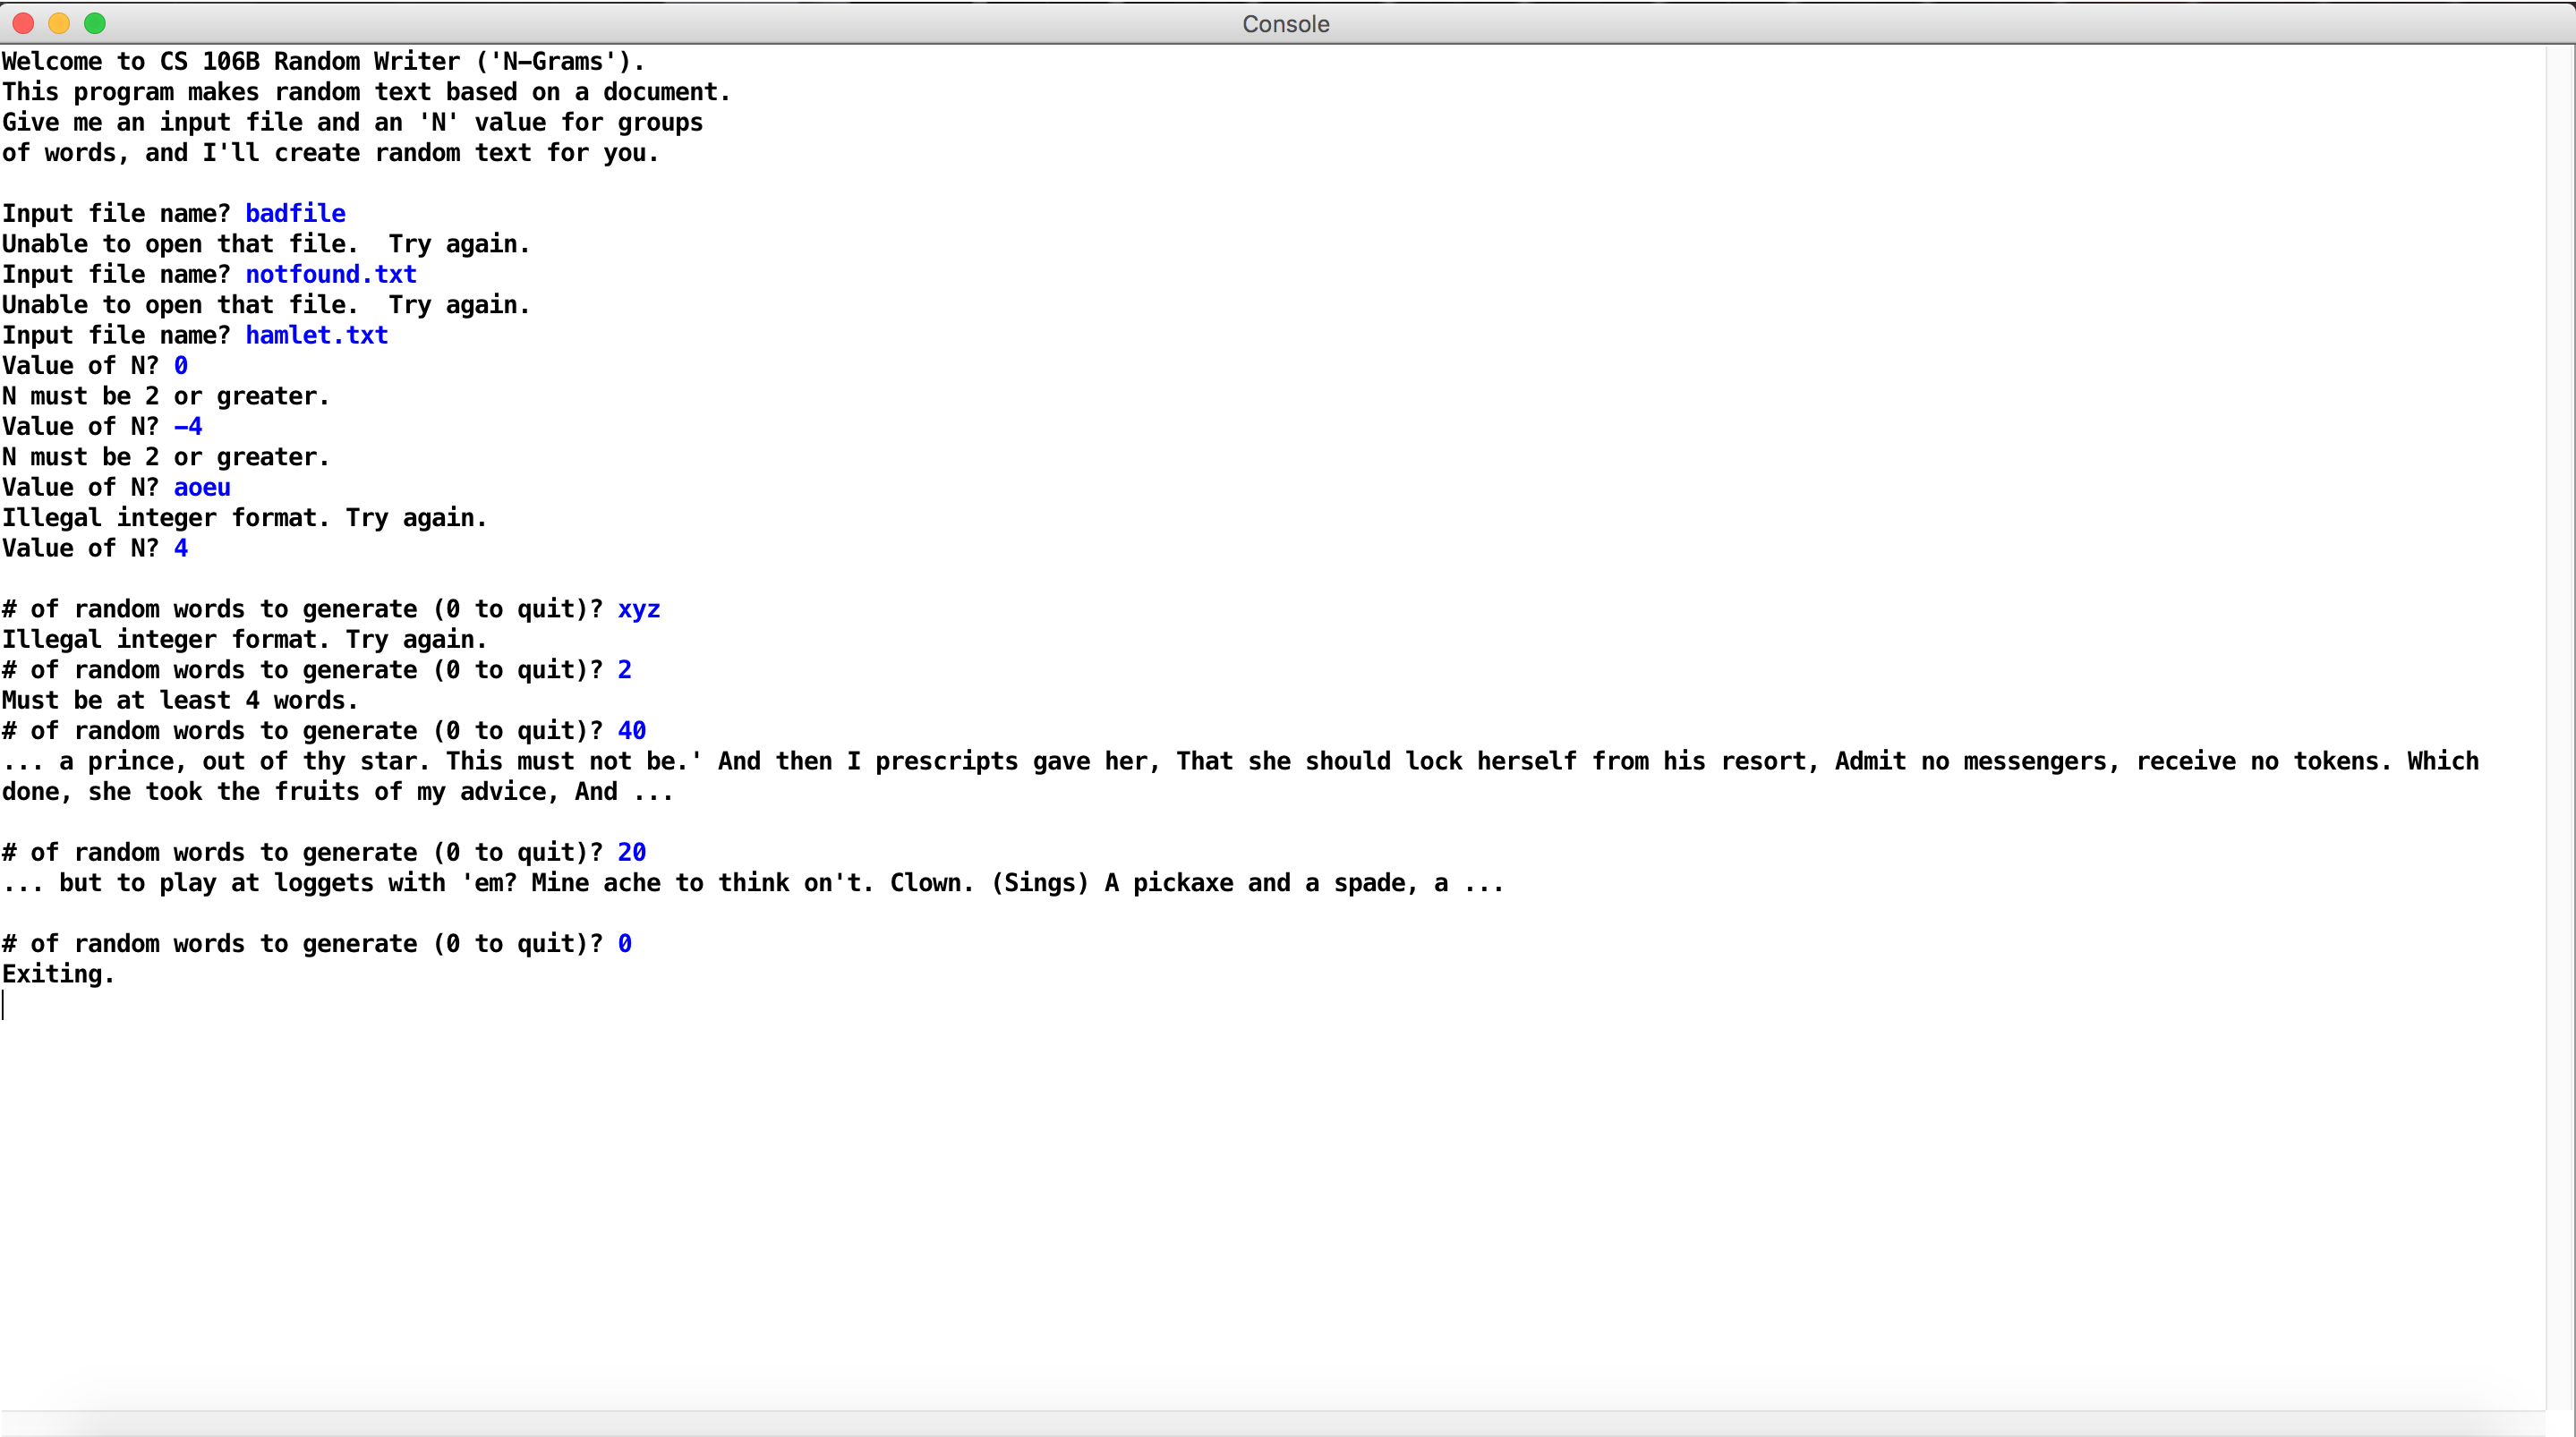 Console
Welcome to CS 106B Random Writer ('N-Grams').
This program makes random text based on a document.
Give me an input file and an 'N' value for groups
of words, and I'll create random text for you.
Input file name? badfile
Unable to open that file.  Try again.
Input file name? notfound.txt
Unable to open that file.  Try again.
Input file name? hamlet.txt
Value of N? 0
N must be 2 or greater.
Value of N? -4
N must be 2 or greater.
Value of N? aoeu
Illegal integer format. Try again.
Value of N? 4
# of random words to generate (0 to quit)? xyz
Illegal integer format. Try again.
# of random words to generate (0 to quit)? 2
Must be at least 4 words.
# of random words to generate (0 to quit)? 40
... a prince, out of thy star. This must not be.' And then I prescripts gave her, That she should lock herself from his resort, Admit no messengers, receive no tokens. Which
done, she took the fruits of my advice, And ...
# of random words to generate (0 to quit)? 20
... but to play at loggets with 'em? Mine ache to think on't. Clown. (Sings) A pickaxe and a spade, a ...
# of random words to generate (0 to quit)? 0
Exiting.